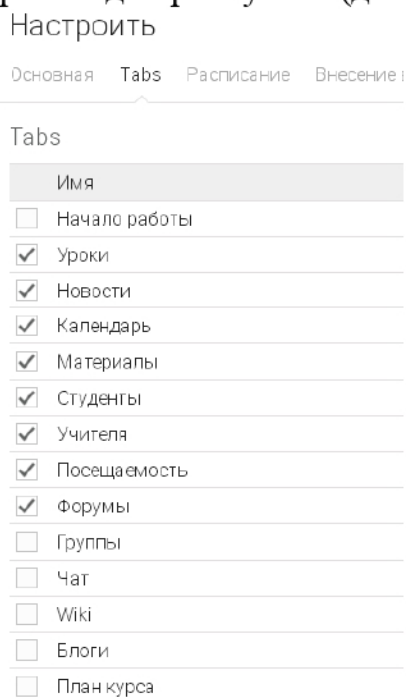 Настроить
Основная Tabs Расписание Внесение
Tabs
Имя
Начало работы
Уроки
Новости
Календарь
Материалы
Студенты
Учителя
Посещаемость
Форумы
Группы
Чат
Wiki
Блоги
План курса